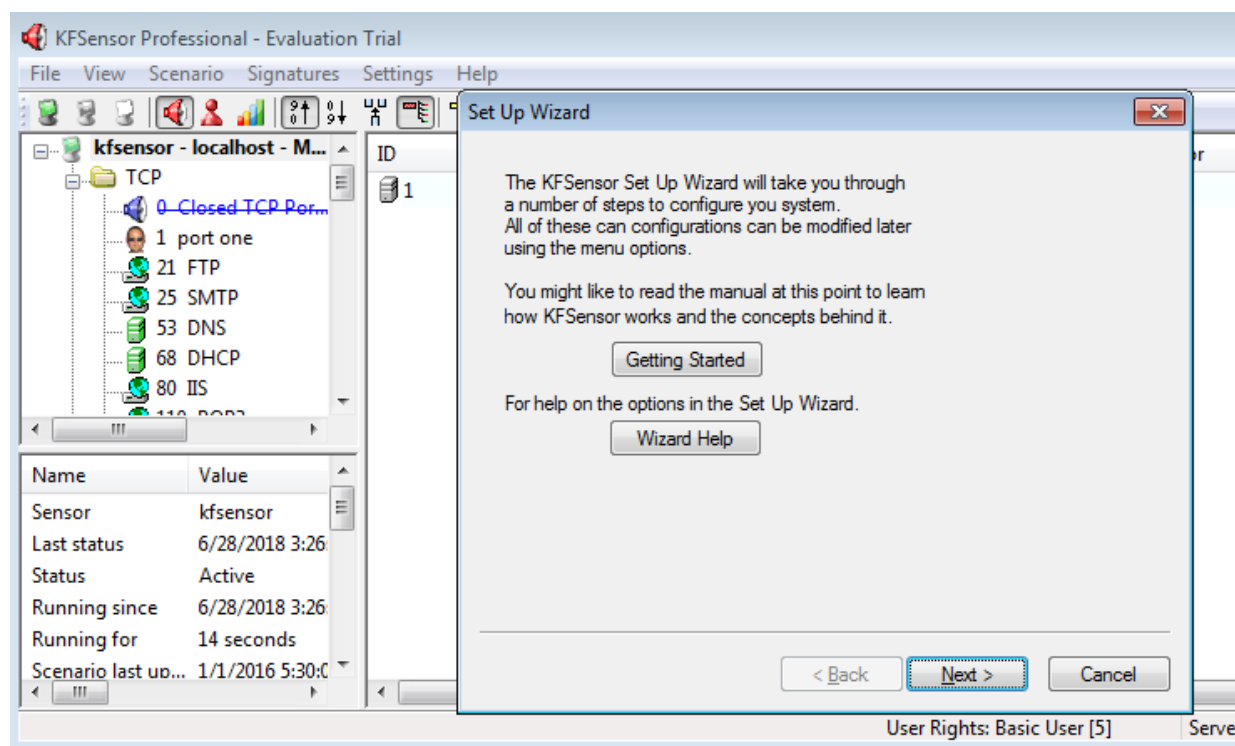 KFSensor Professional - Evaluation Trial
File View Scenario Signatures Settings Help
kfsensor - localhost - M...
TCP
0 Closed TCP Por...
1 port one
21 FTP
25 SMTP
53 DNS
68 DHCP
80 IIS
110 POP3
ID
1
Name Value
Sensor kfsensor
Last status 6/28/2018 3:26:
Status Active
Running since 6/28/2018 3:26:
Running for 14 seconds
Scenario last up... 1/1/2016 5:30:0
Set Up Wizard
The KFSensor Set Up Wizard will take you through
a number of steps to configure you system.
All of these can configurations can be modified later
using the menu options.
You might like to read the manual at this point to learn
how KFSensor works and the concepts behind it.
Getting Started
For help on the options in the Set Up Wizard.
Wizard Help
< Back Next > Cancel
User Rights: Basic User [5] Serve